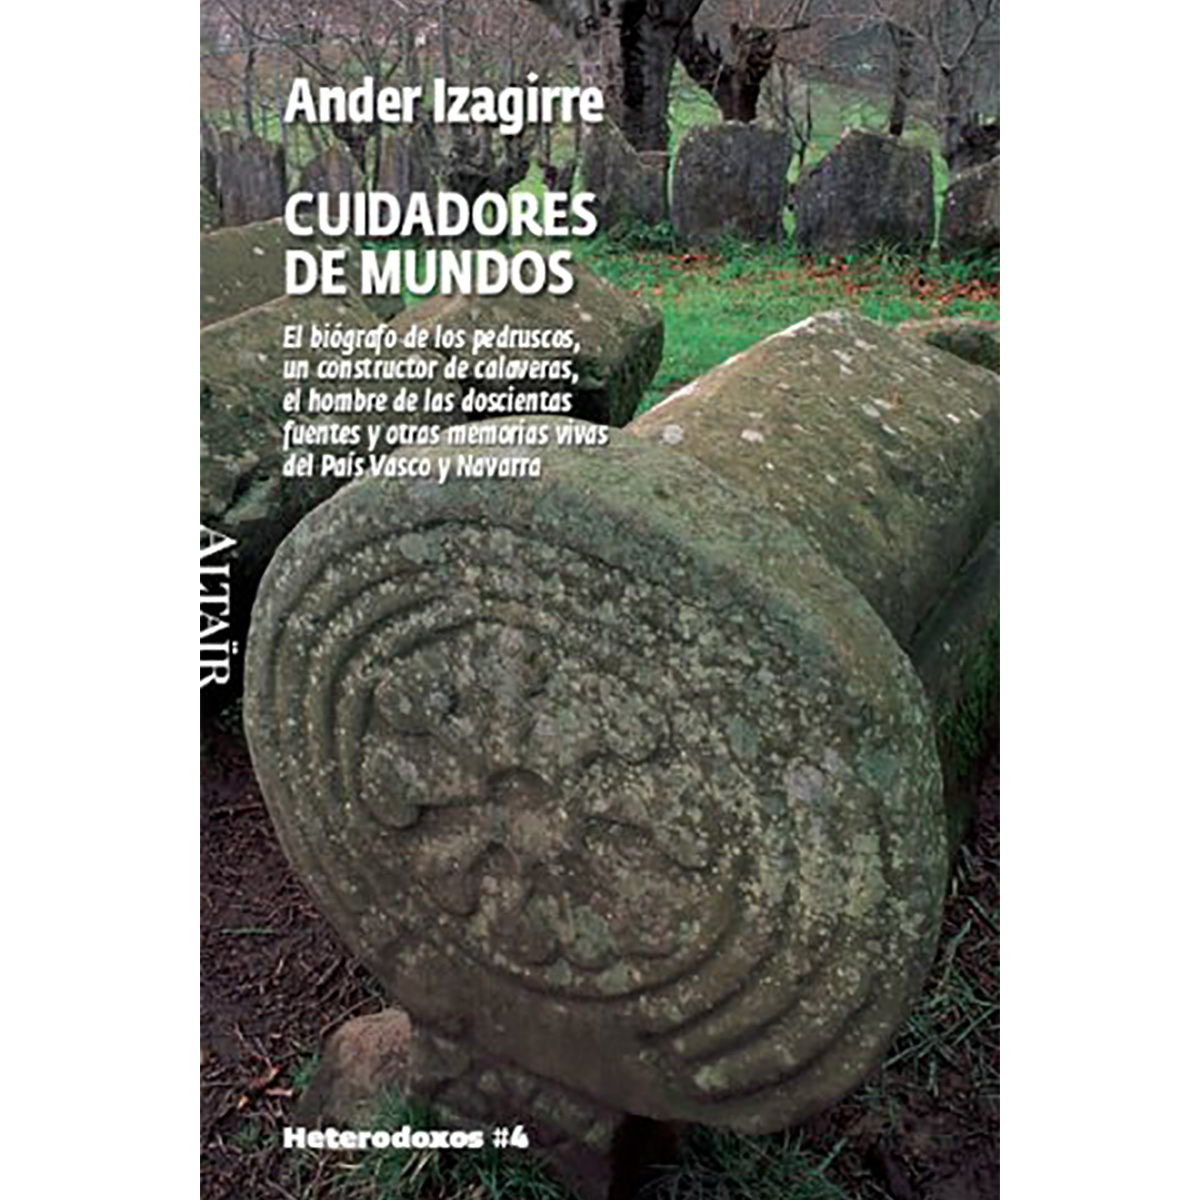 Ander Izagirre
CUIDADORES
DE MUNDOS
El biógrafo de los pedruscos,
un constructor de calaveras,
el hombre de las doscientas
fuentes y otras memorias vivas
del País Vasco y Navarra
ALTAÏR
Heterodoxos #4